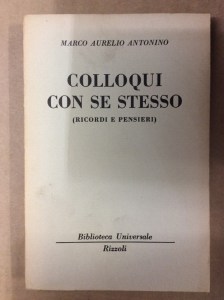 MARCO AURELIO ANTONINO
COLLOQUI
CON SE STESSO
(RICORDI E PENSIERI)
Biblioteca Universale
Rizzoli